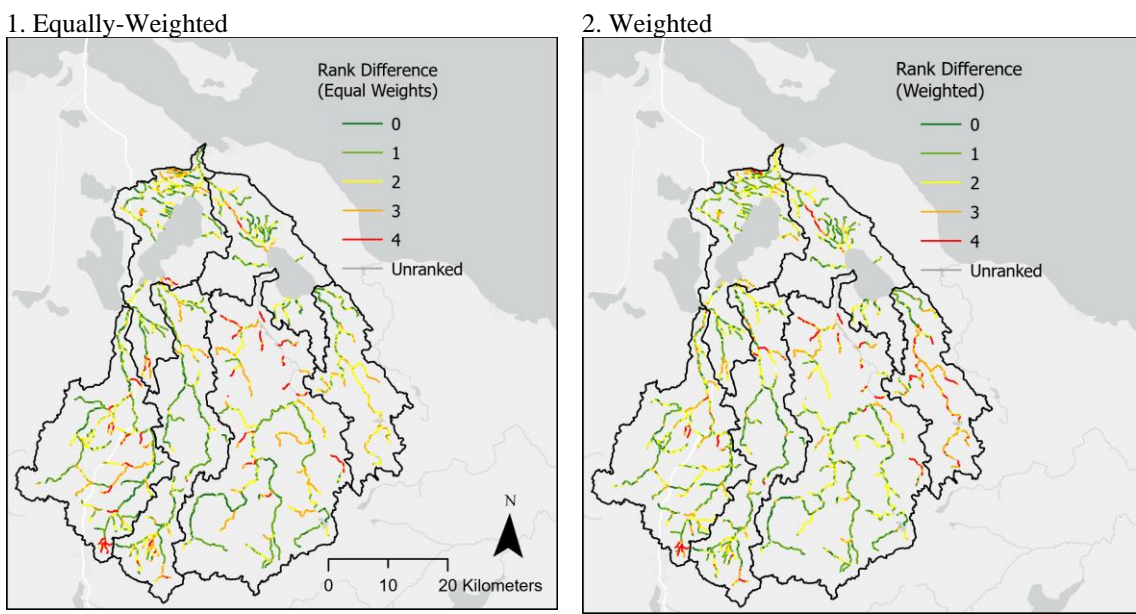 1. Equally-Weighted
2. Weighted
Rank Difference
(Equal Weights)
0
1
2
3
4
Unranked
N
0 10 20 Kilometers
Rank Difference
(Weighted)
0
1
2
3
4
Unranked